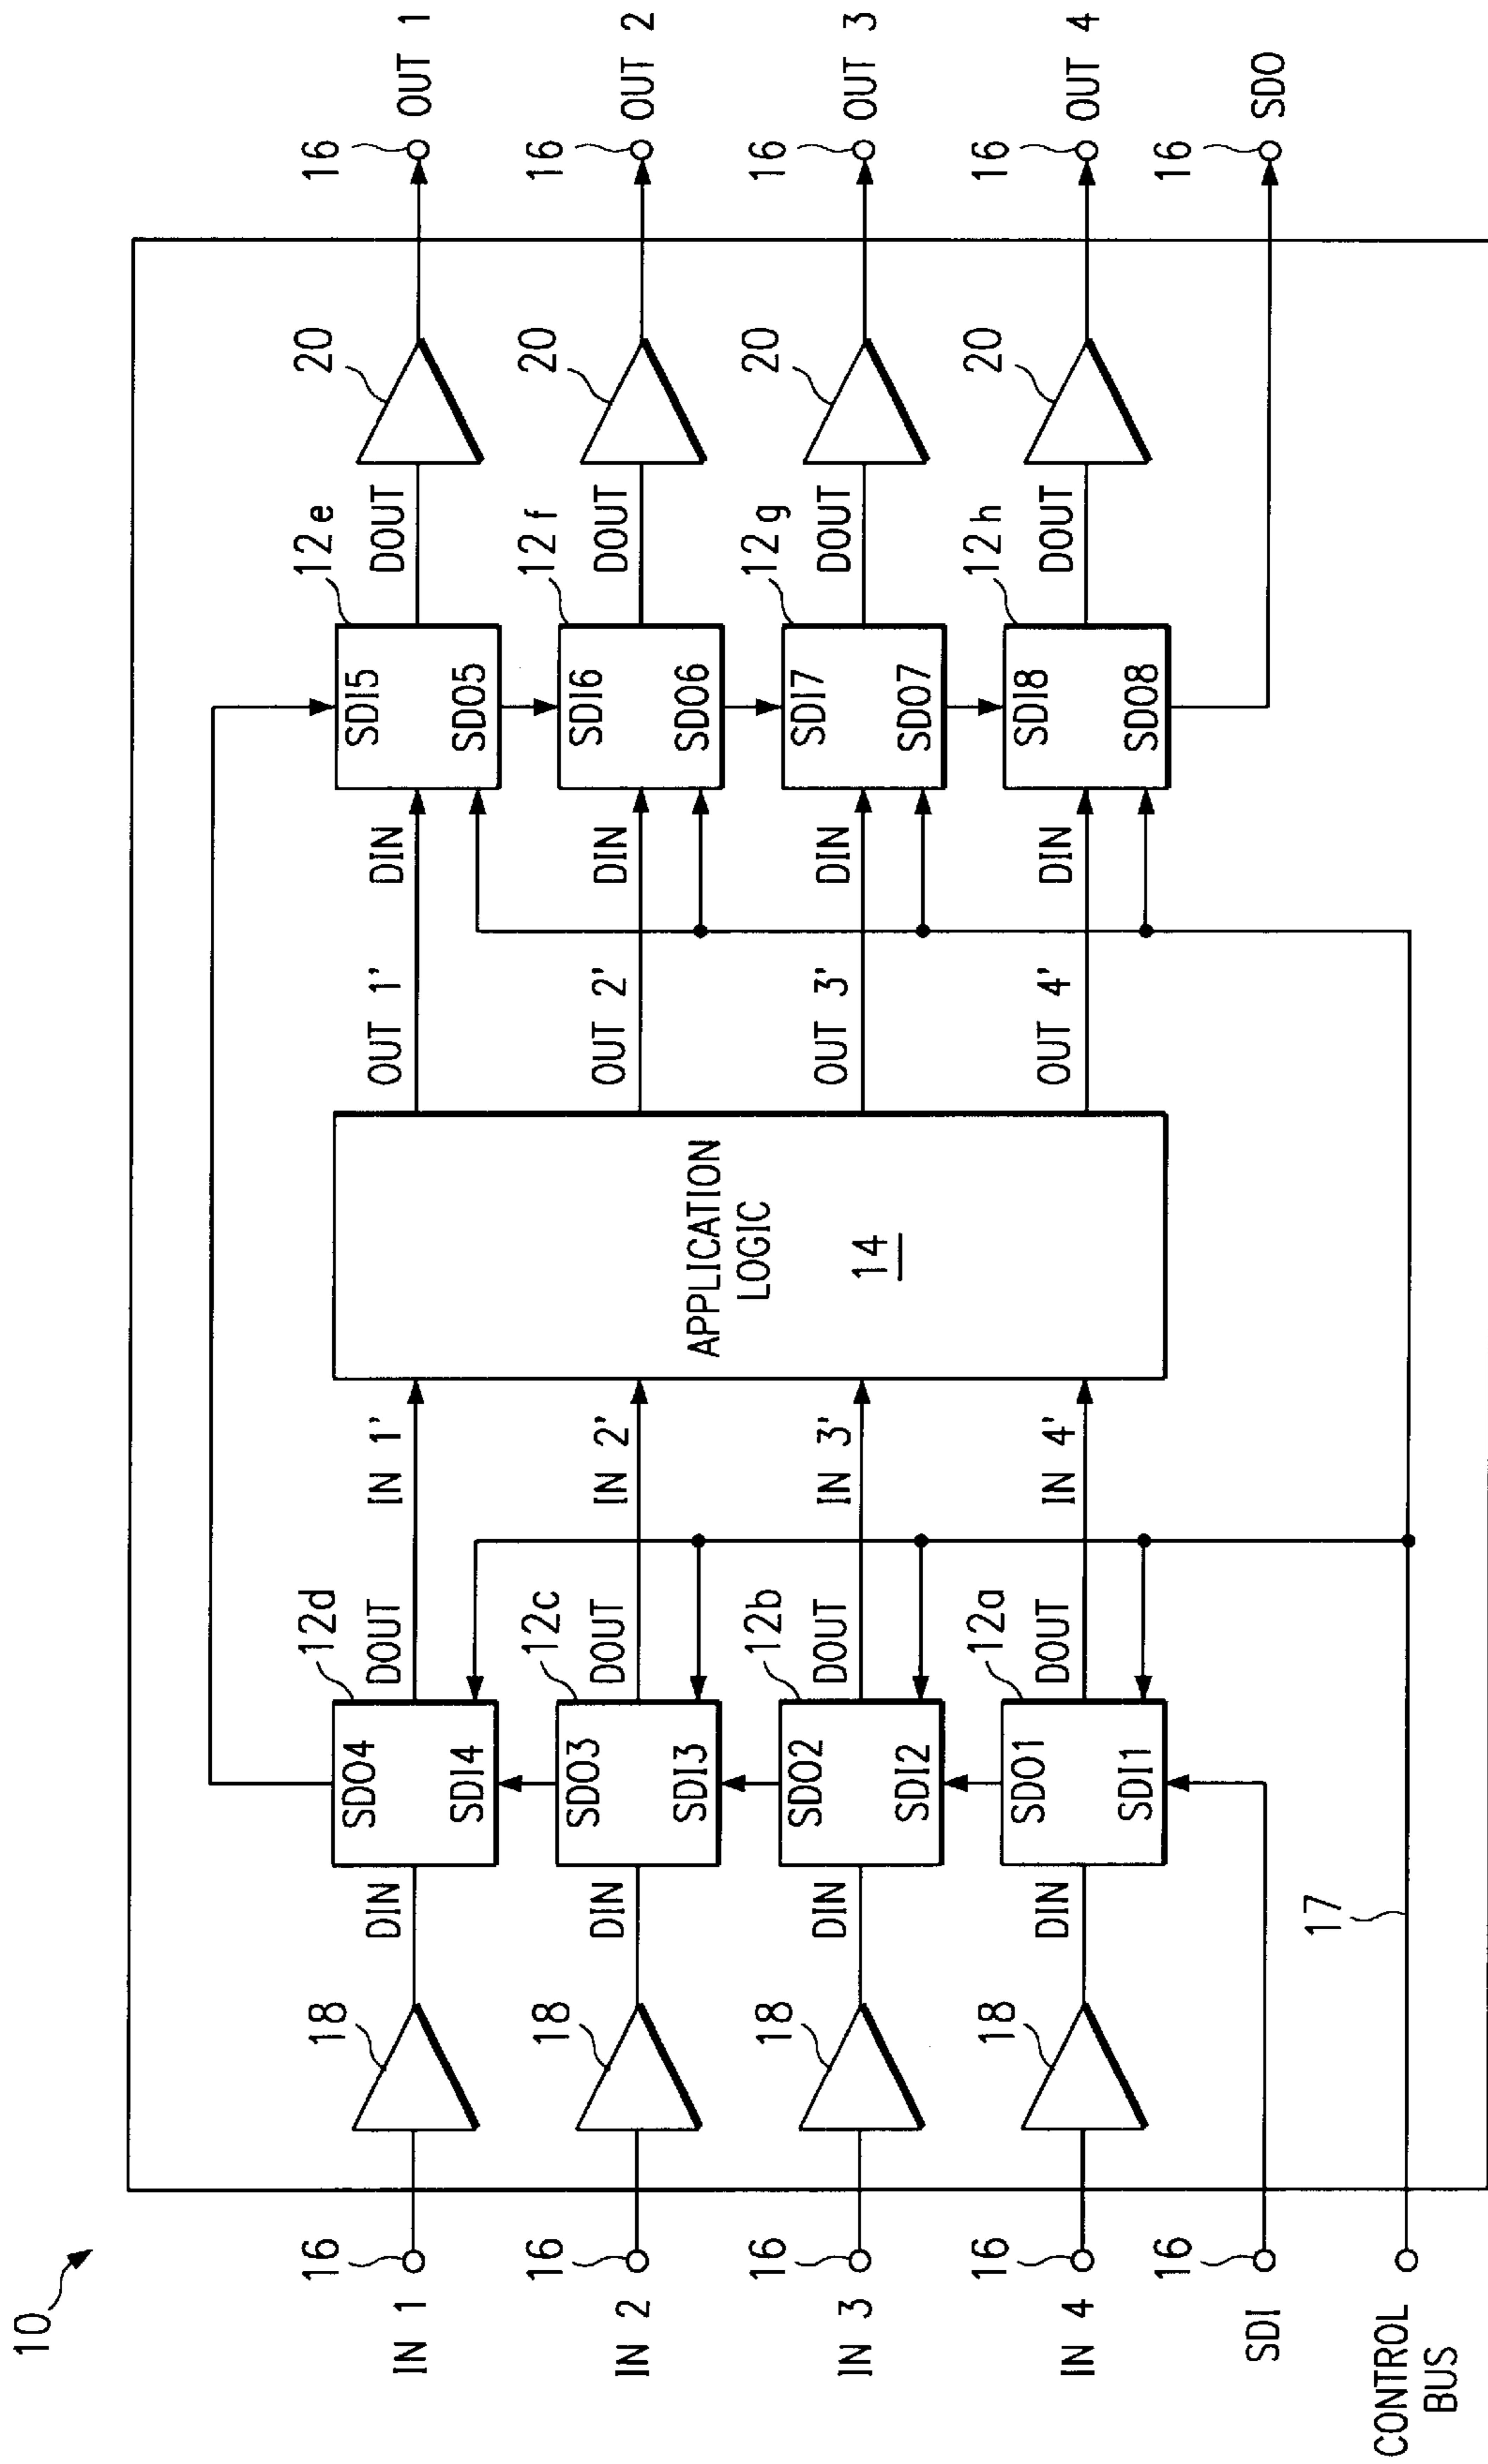 10
16
IN 1
18
DIN
SDO4
SDI4
12d
DOUT
IN 1'
OUT 1'
DIN
SDI5
SDO5
12e
DOUT
20
16
OUT 1
16
IN 2
18
DIN
SDO3
SDI3
12c
DOUT
IN 2'
OUT 2'
DIN
SDI6
SDO6
12f
DOUT
20
16
OUT 2
APPLICATION
LOGIC
14
16
IN 3
18
DIN
SDO2
SDI2
12b
DOUT
IN 3'
OUT 3'
DIN
SDI7
SDO7
12g
DOUT
20
16
OUT 3
16
IN 4
18
DIN
SDO1
SDI1
12a
DOUT
IN 4'
OUT 4'
DIN
SDI8
SDO8
12h
DOUT
20
16
OUT 4
16
SDI
16
SDO
17
CONTROL
BUS